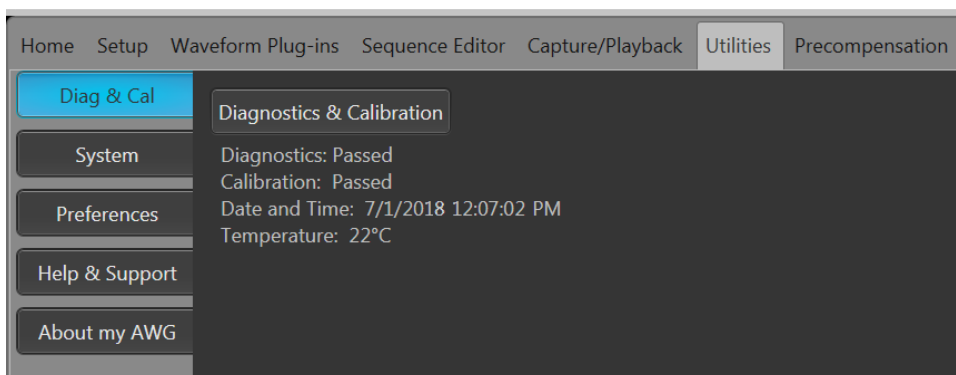 Home Setup Waveform Plug-ins Sequence Editor Capture/Playback Utilities Precompensation
Diag & Cal
System
Preferences
Help & Support
About my AWG
Diagnostics & Calibration
Diagnostics: Passed
Calibration: Passed
Date and Time: 7/1/2018 12:07:02 PM
Temperature: 22°C